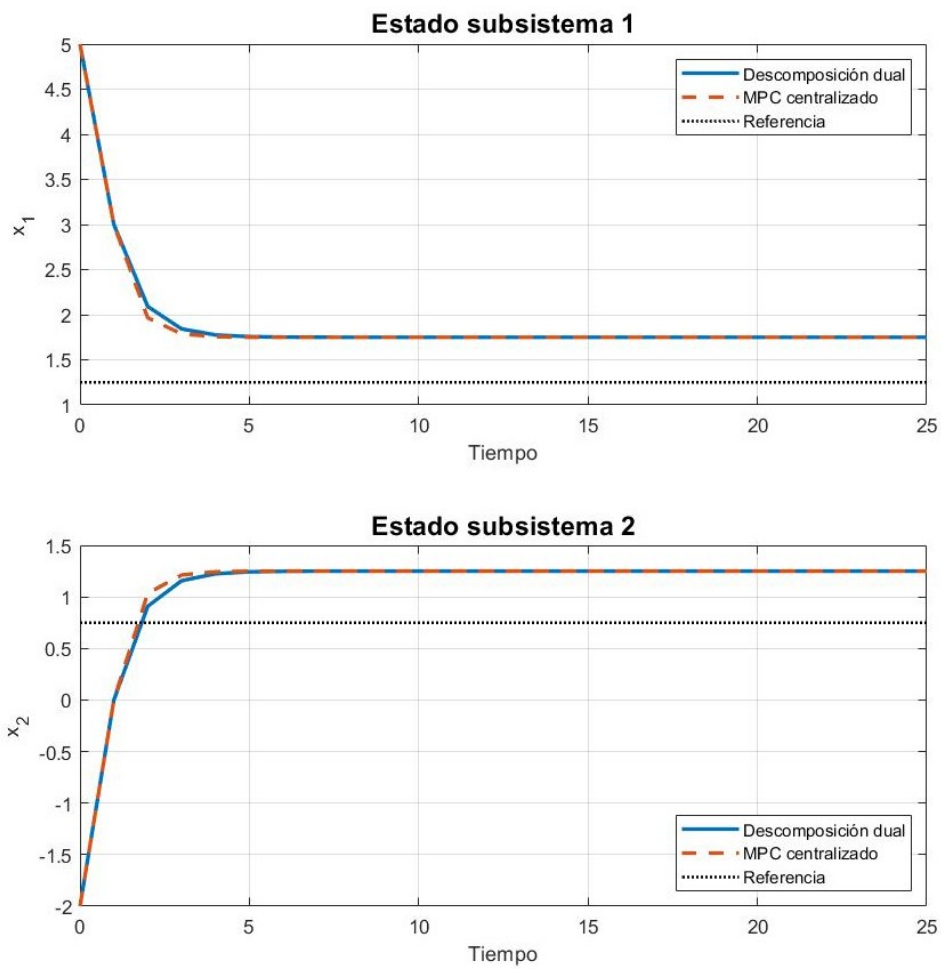 Estado subsistema 1
5
4.5
4
3.5
3
2.5
2
1.5
1
x1
0 5 10 15 20 25
Tiempo
Descomposición dual
MPC centralizado
Referencia
Estado subsistema 2
1.5
1
0.5
0
-0.5
-1
-1.5
-2
x2
0 5 10 15 20 25
Tiempo
Descomposición dual
MPC centralizado
Referencia